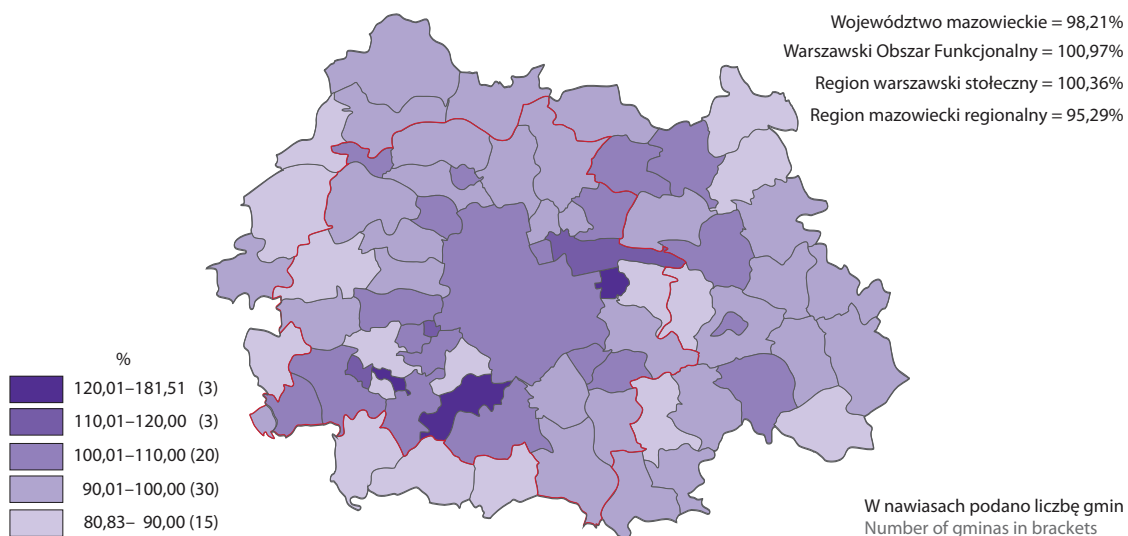 Województwo mazowieckie = 98,21%
Warszawski Obszar Funkcjonalny = 100,97%
Region warszawski stołeczny = 100,36%
Region mazowiecki regionalny = 95,29%
%
120,01–181,51 (3)
110,01–120,00 (3)
100,01–110,00 (20)
90,01–100,00 (30)
80,83– 90,00 (15)
W nawiasach podano liczbę gmin
Number of gminas in brackets